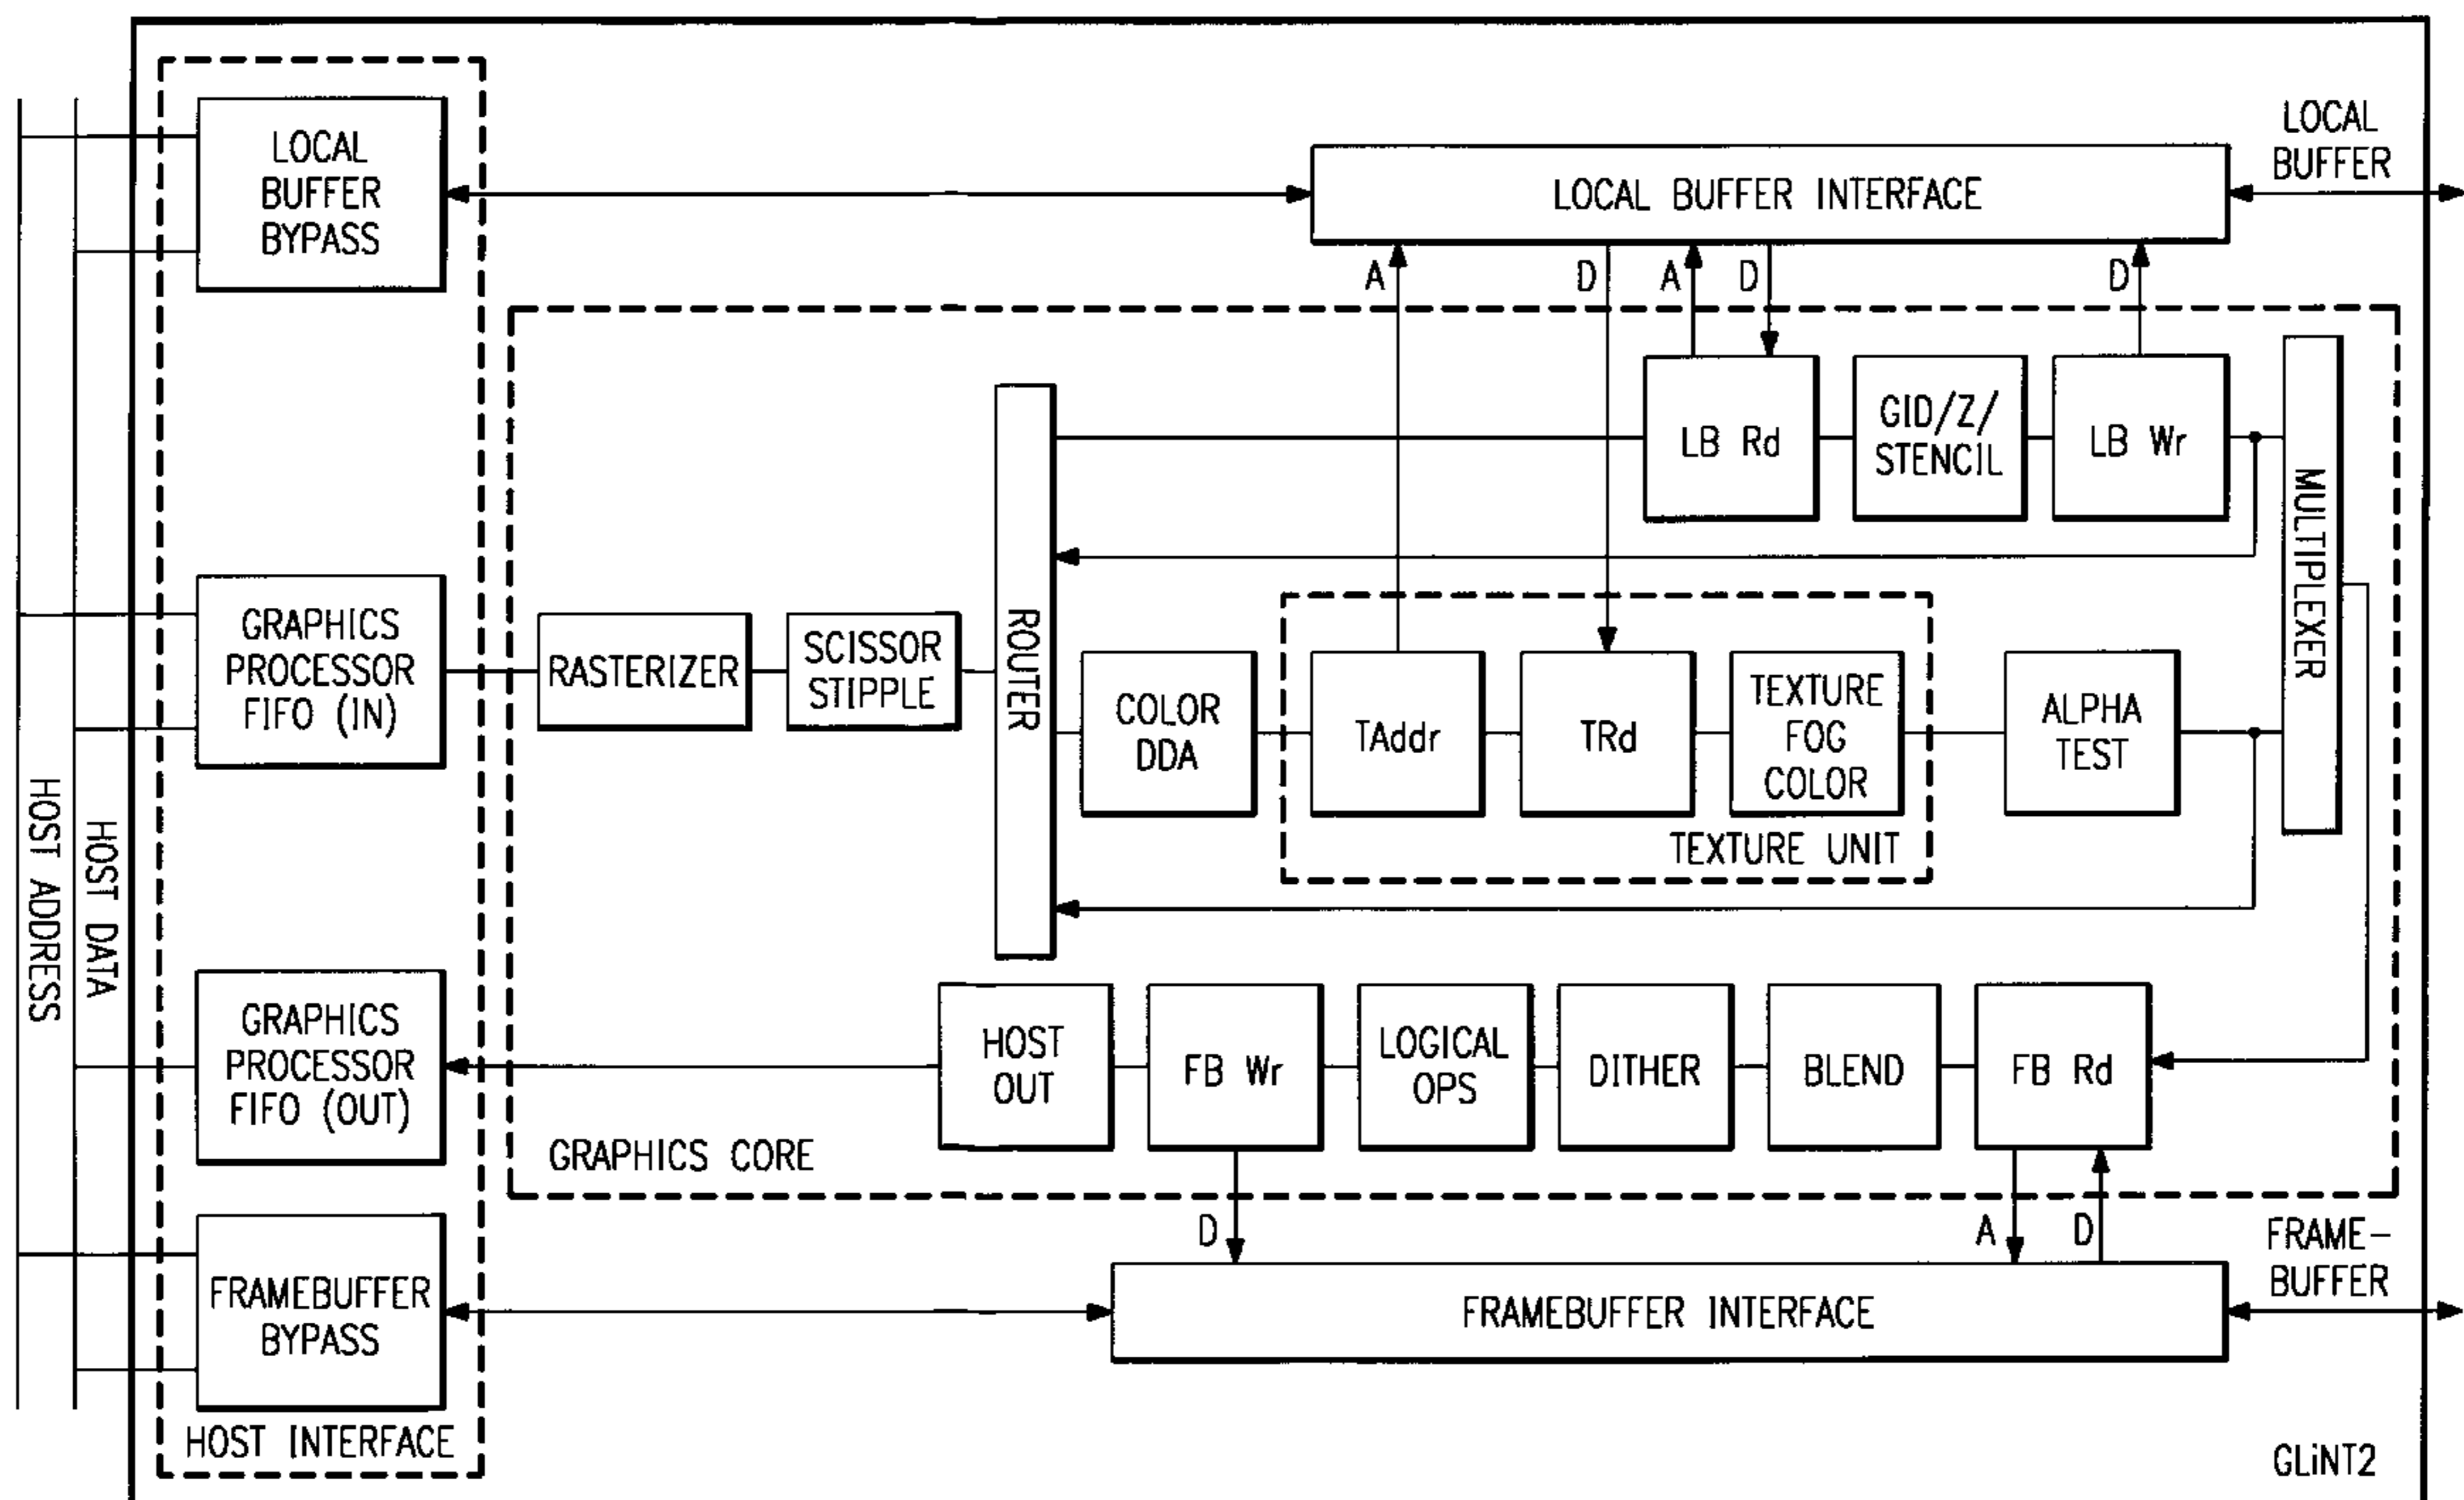 LOCAL
BUFFER
BYPASS
LOCAL BUFFER INTERFACE
LOCAL
BUFFER
A
D
A
D
D
LB Rd
GID/Z/
STENCIL
LB Wr
MULTIPLEXER
GRAPHICS
PROCESSOR
FIFO (IN)
RASTERIZER
SCISSOR
STIPPLE
ROUTER
COLOR
DDA
TAddr
TRd
TEXTURE
FOG
COLOR
TEXTURE UNIT
ALPHA
TEST
HOST ADDRESS
HOST DATA
GRAPHICS
PROCESSOR
FIFO (OUT)
HOST
OUT
FB Wr
LOGICAL
OPS
DITHER
BLEND
FB Rd
GRAPHICS CORE
D
A
D
FRAME-
BUFFER
FRAMEBUFFER
BYPASS
FRAMEBUFFER INTERFACE
HOST INTERFACE
GLiNT2